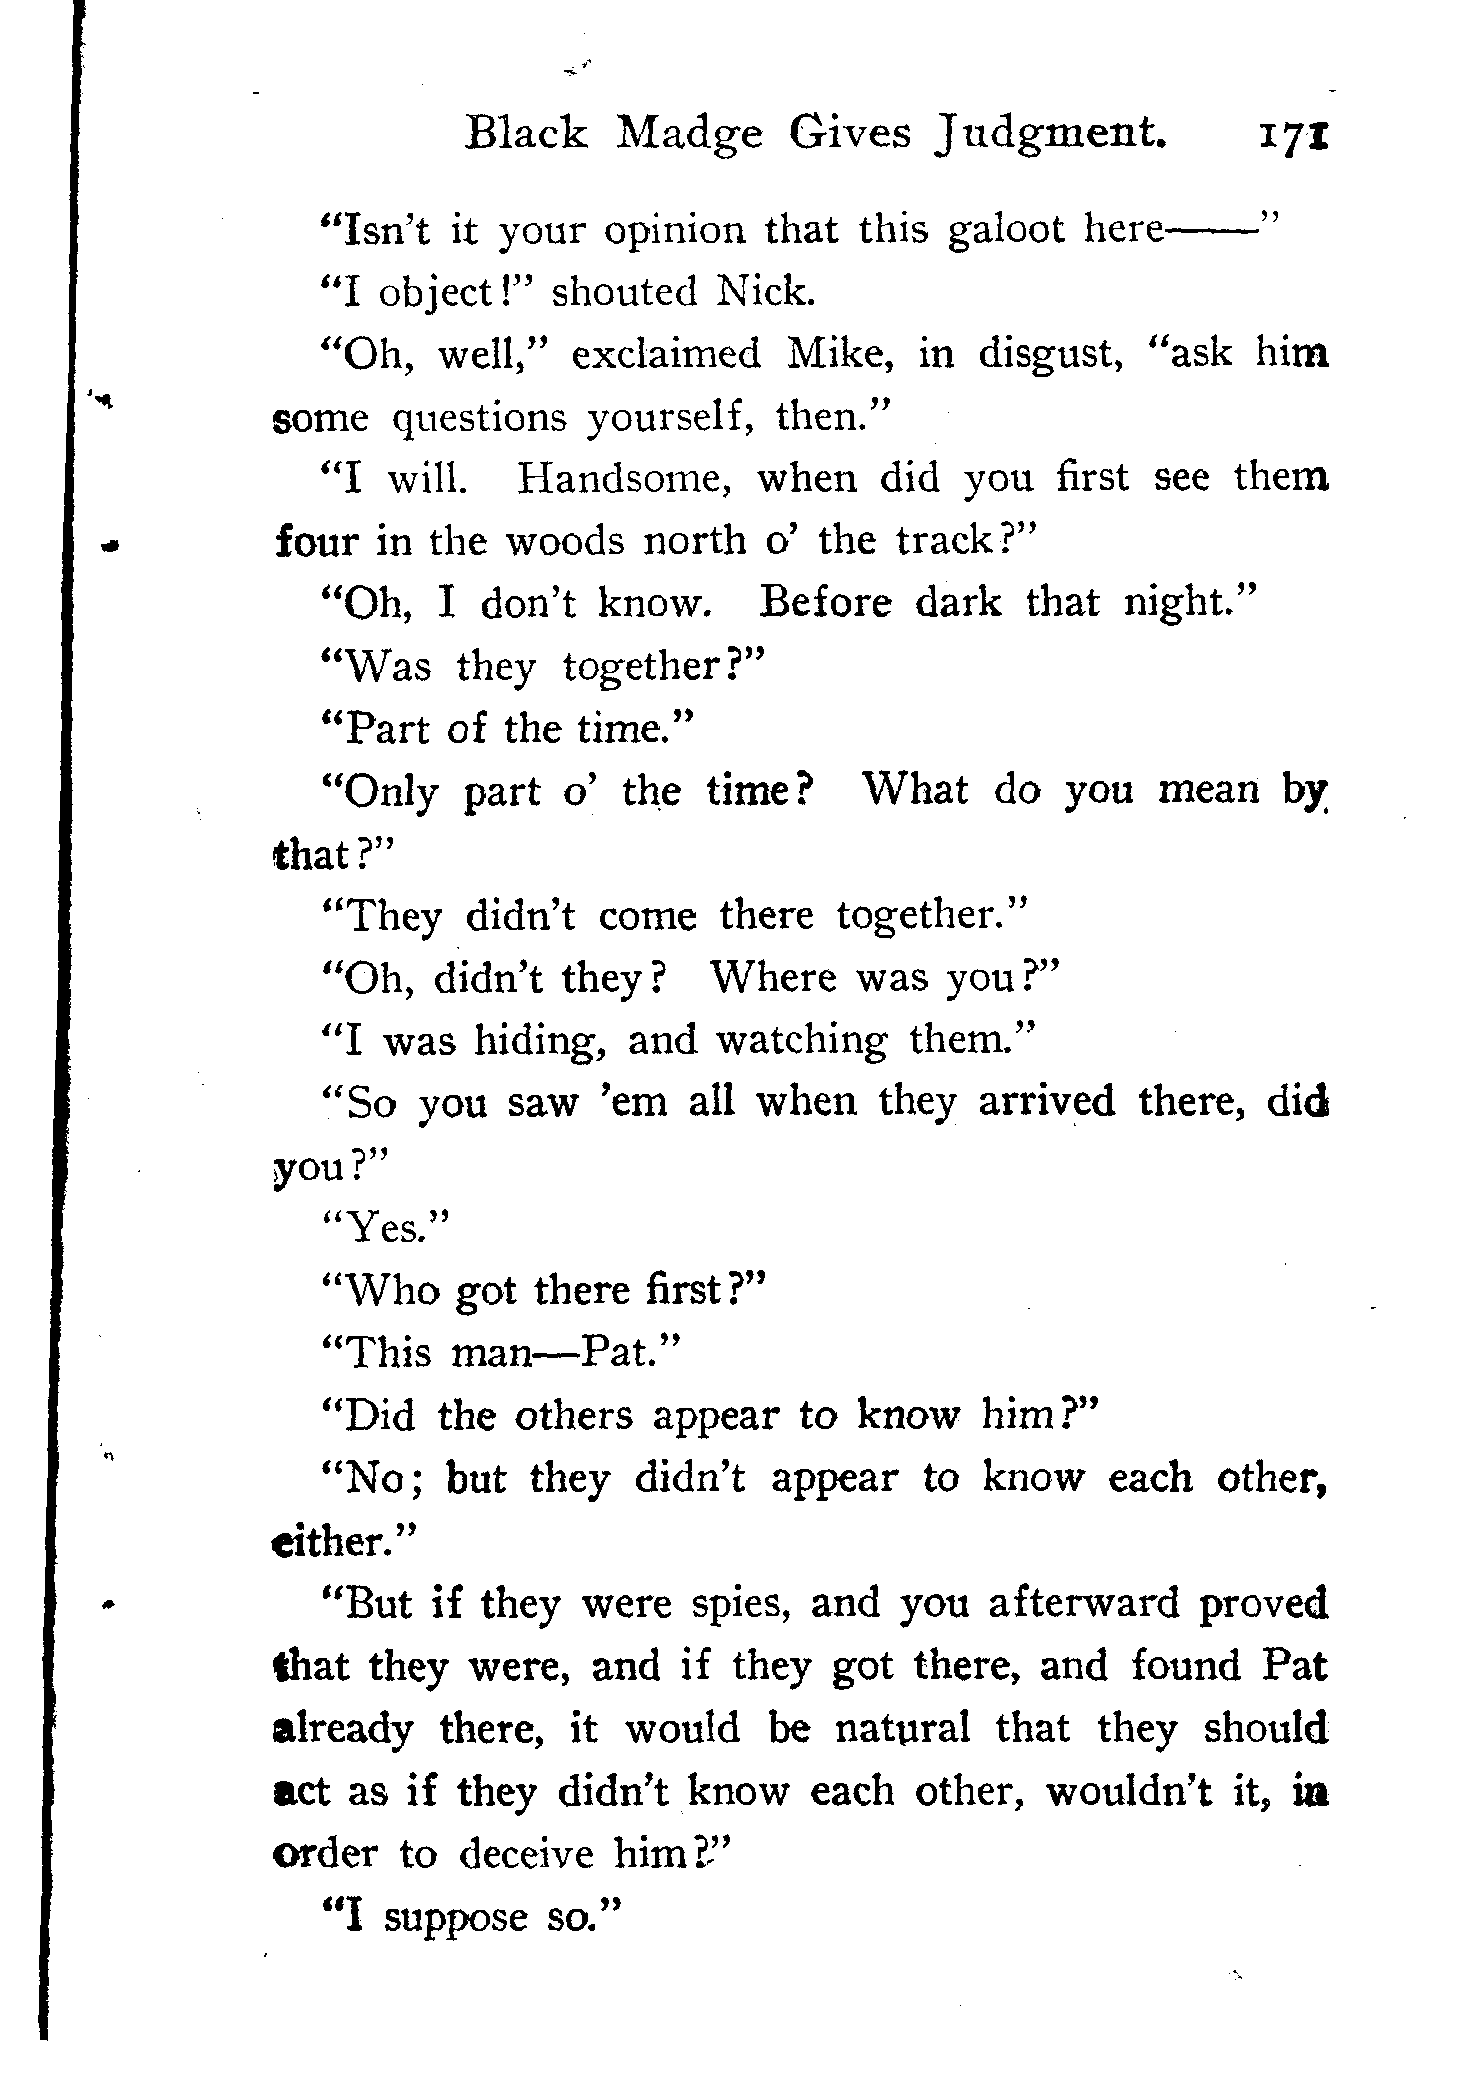 Black Madge Gives Judgment. 171
“Isn’t it your opinion that this galoot here——”
“I object!” shouted Nick.
“Oh, well,” exclaimed Mike, in disgust, “ask him
some questions yourself, then.”
“I will. Handsome, when did you first see them
four in the woods north o’ the track?”
“Oh, I don’t know. Before dark that night.”
“Was they together?”
“Part of the time.”
“Only part o’ the time? What do you mean by
that?”
“They didn’t come there together.”
“Oh, didn’t they? Where was you?”
“I was hiding, and watching them.”
“So you saw ’em all when they arrived there, did
you?”
“Yes.”
“Who got there first?”
“This man—Pat.”
“Did the others appear to know him?”
“No; but they didn’t appear to know each other,
either.”
“But if they were spies, and you afterward proved
that they were, and if they got there, and found Pat
already there, it would be natural that they should
act as if they didn’t know each other, wouldn’t it, in
order to deceive him?”
“I suppose so.”